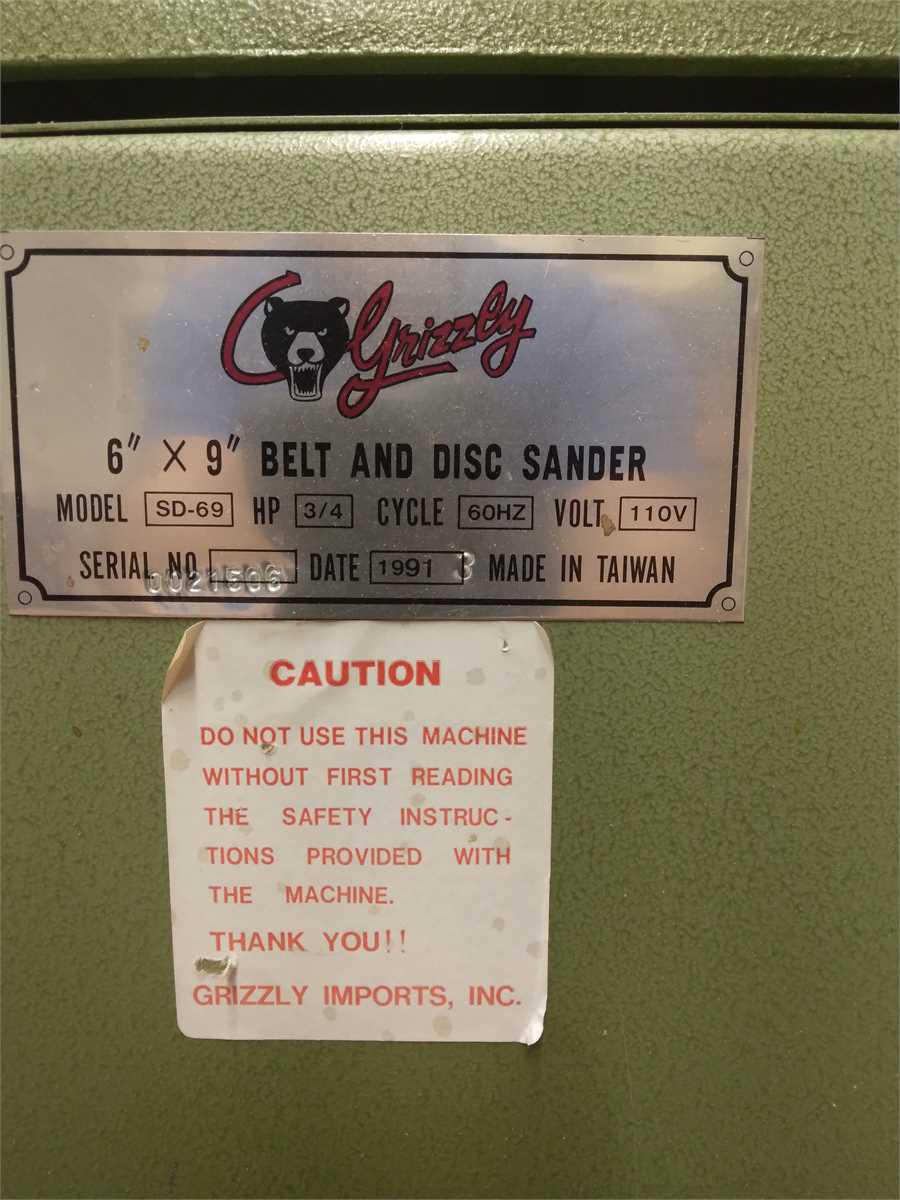 Grizzly
6" X 9" BELT AND DISC SANDER
MODEL SD-69 HP 3/4 CYCLE 60HZ VOLT 110V
SERIAL NO 0021506 DATE 1991 3 MADE IN TAIWAN
CAUTION
DO NOT USE THIS MACHINE
WITHOUT FIRST READING
THE SAFETY INSTRUC-
TIONS PROVIDED WITH
THE MACHINE.
THANK YOU!!
GRIZZLY IMPORTS, INC.